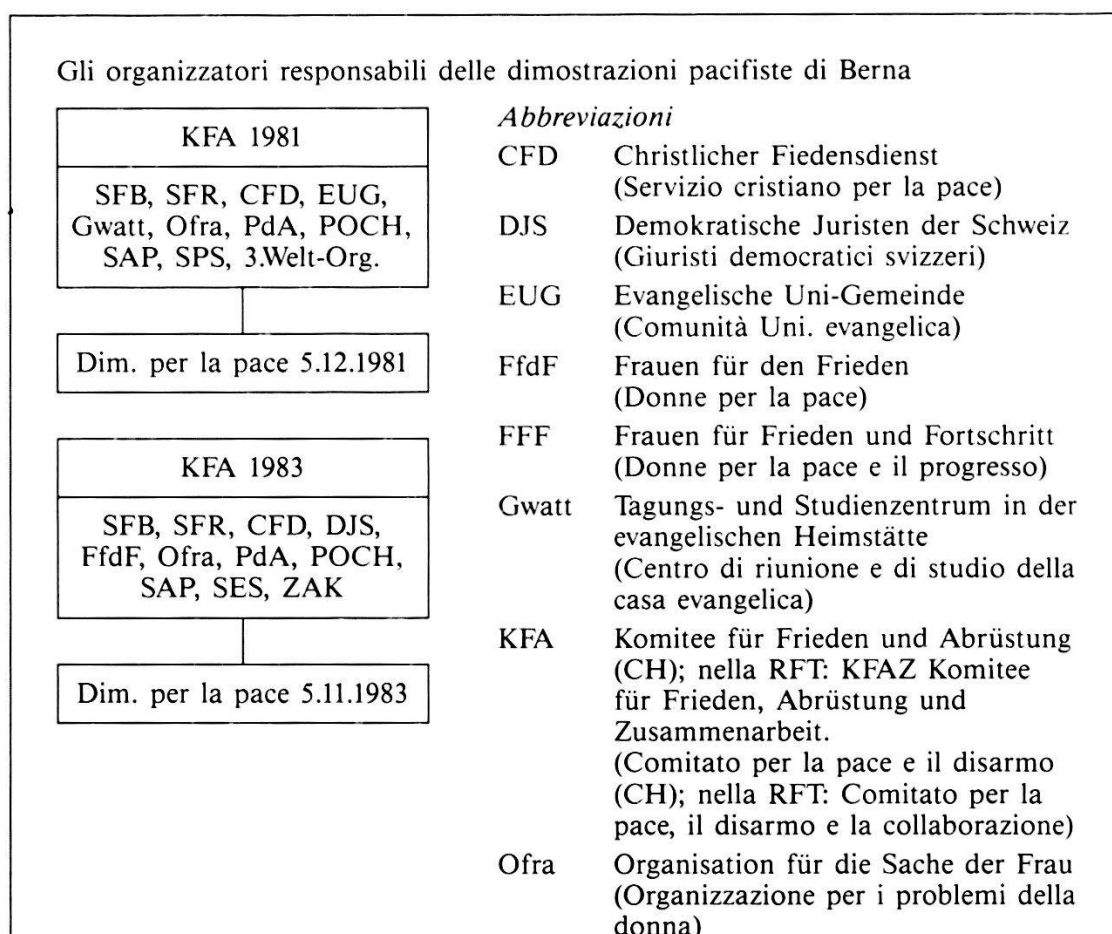 Gli organizzatori responsabili delle dimostrazioni pacifiste di Berna
KFA 1981
SFB, SFR, CFD, EUG,
Gwatt, Ofra, PdA, POCH,
SAP, SPS, 3.Welt-Org.
Dim. per la pace 5.12.1981
KFA 1983
SFB, SFR, CFD, DJS,
FfdF, Ofra, PdA, POCH,
SAP, SES, ZAK
Dim. per la pace 5.11.1983
Abbreviazioni
CFD Christlicher Fiedensdienst
(Servizio cristiano per la pace)
DJS Demokratische Juristen der Schweiz
(Giuristi democratici svizzeri)
EUG Evangelische Uni-Gemeinde
(Comunità Uni. evangelica)
FfdF Frauen für den Frieden
(Donne per la pace)
FFF Frauen für Frieden und Fortschritt
(Donne per la pace e il progresso)
Gwatt Tagungs- und Studienzentrum in der
evangelischen Heimstätte
(Centro di riunione e di studio della
casa evangelica)
KFA Komitee für Frieden und Abrüstung
(CH); nella RFT: KFAZ Komitee
für Frieden, Abrüstung und
Zusammenarbeit.
(Comitato per la pace e il disarmo
(CH); nella RFT: Comitato per la
pace, il disarmo e la collaborazione)
Ofra Organisation für die Sache der Frau
(Organizzazione per i problemi della
donna)